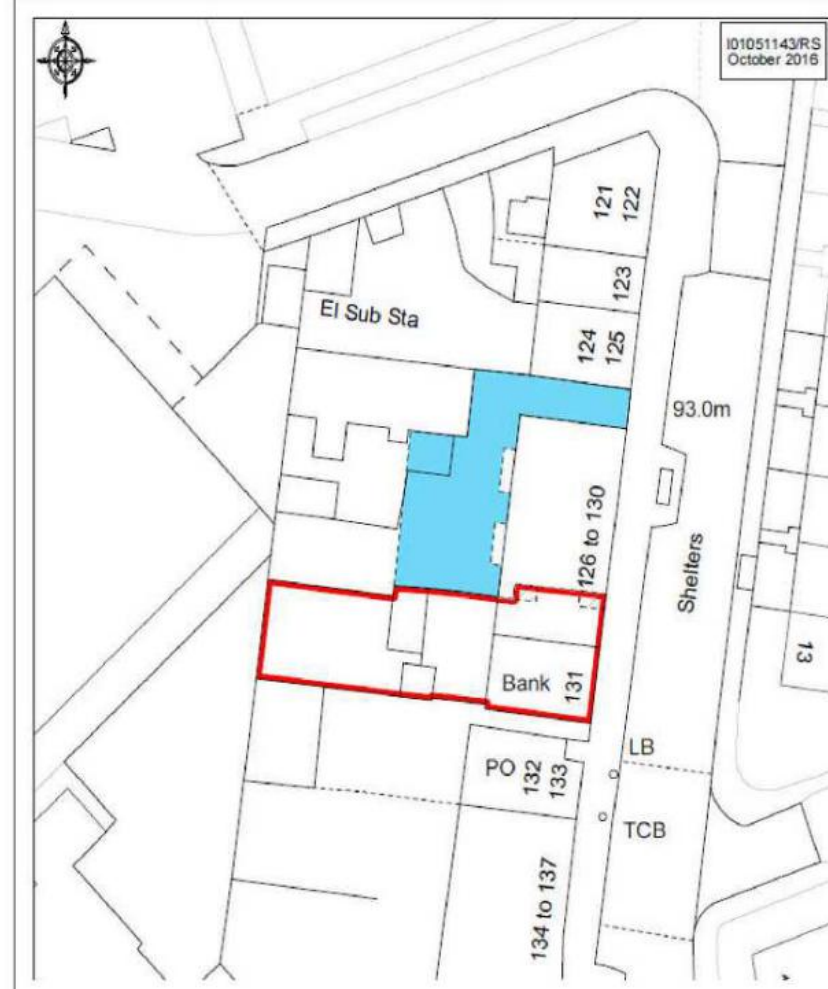 I01051143/RS
October 2016
121
122
123
El Sub Sta
124
125
93.0m
126 to 130
Shelters
13
Bank
131
LB
PO
132
133
TCB
134 to 137